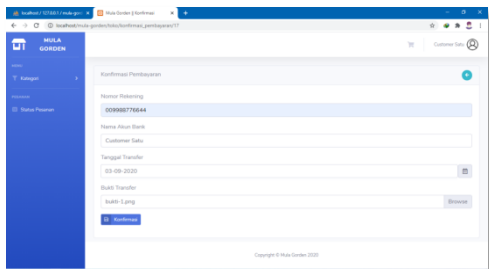 localhost / 127.0.0.1 / mula-gor
Mula Gorden || Konfirmasi
localhost/mula-gorden/toko/konfirmasi_pembayaran/17
MULA
GORDEN
Customer Satu
MENU
Kategori
Status Pesanan
Konfirmasi Pembayaran
Nomor Rekening
009988776644
Nama Akun Bank
Customer Satu
Tanggal Transfer
03-09-2020
Bukti Transfer
bukti-1.png
Browse
Konfirmasi
Copyright © Mula Gorden 2020